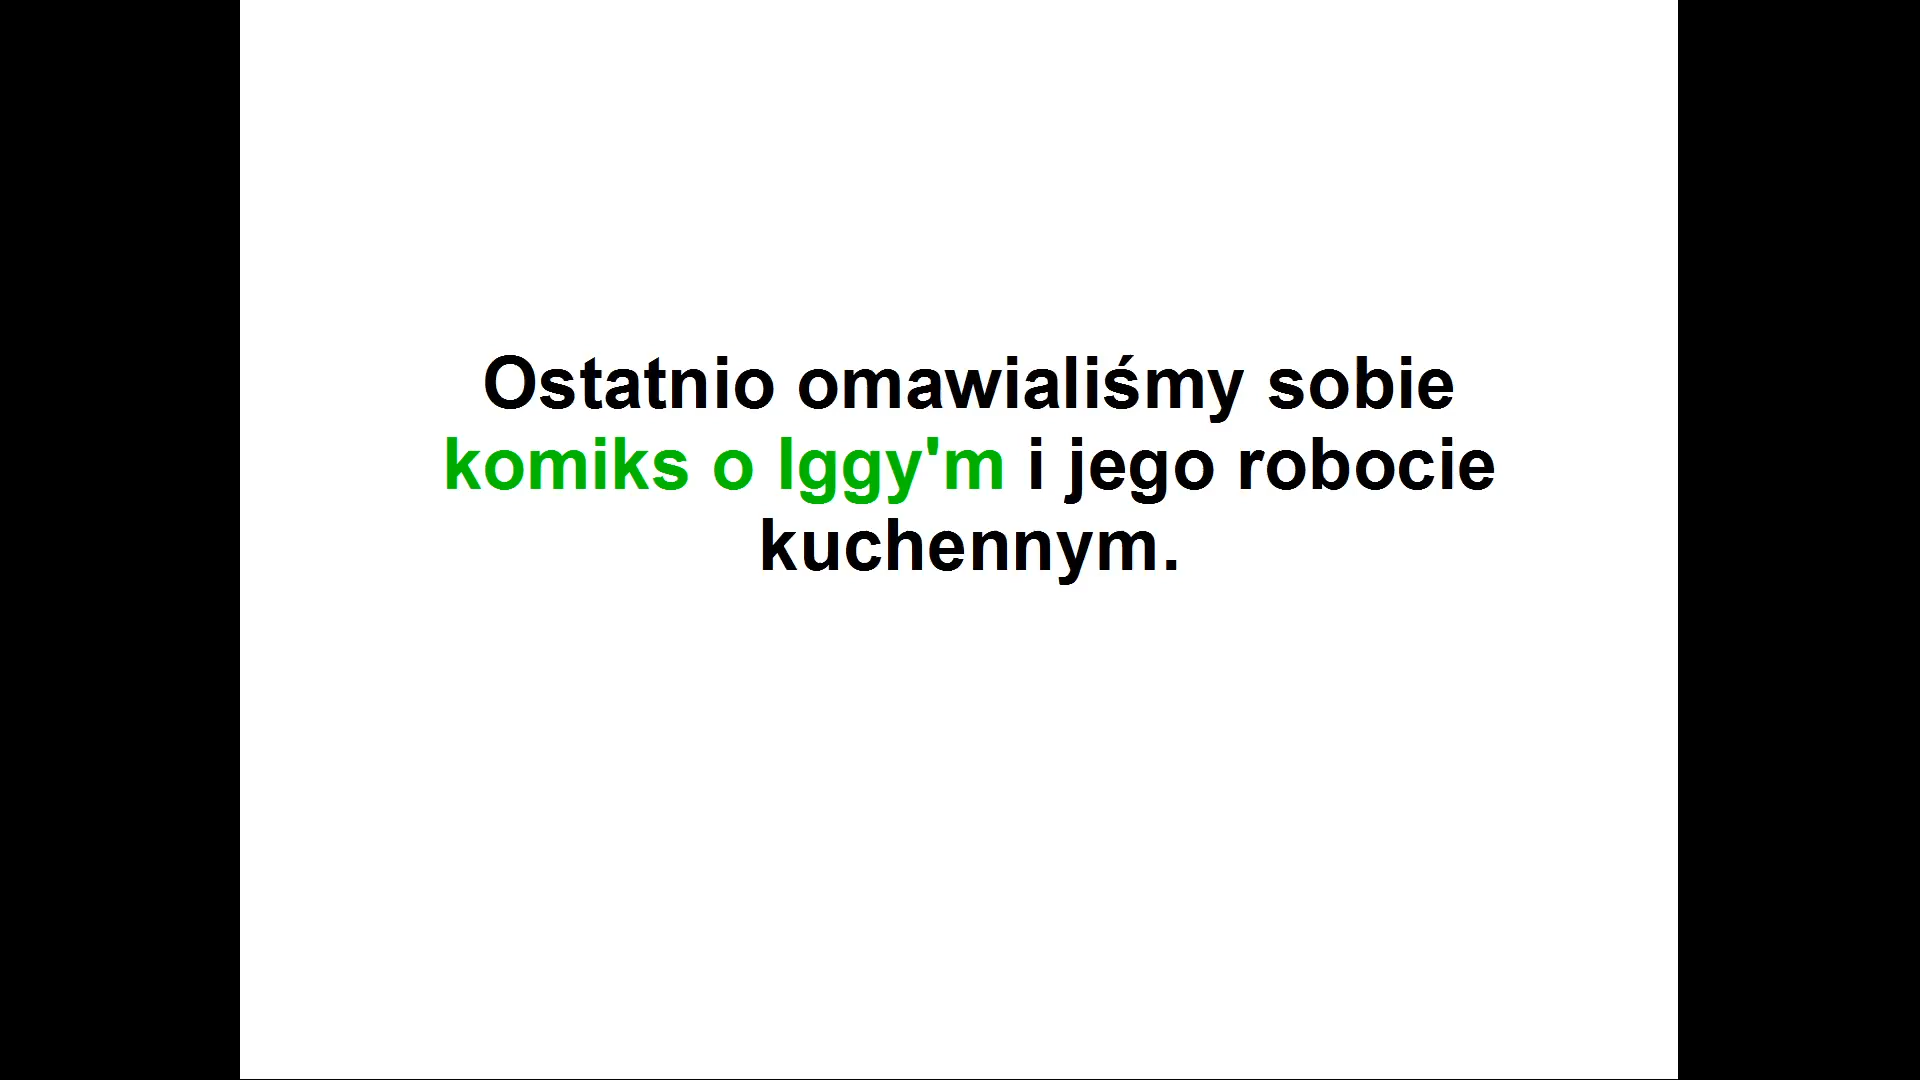 Ostatnio omawialiśmy sobie
komiks o Iggy'm i jego robocie
kuchennym.